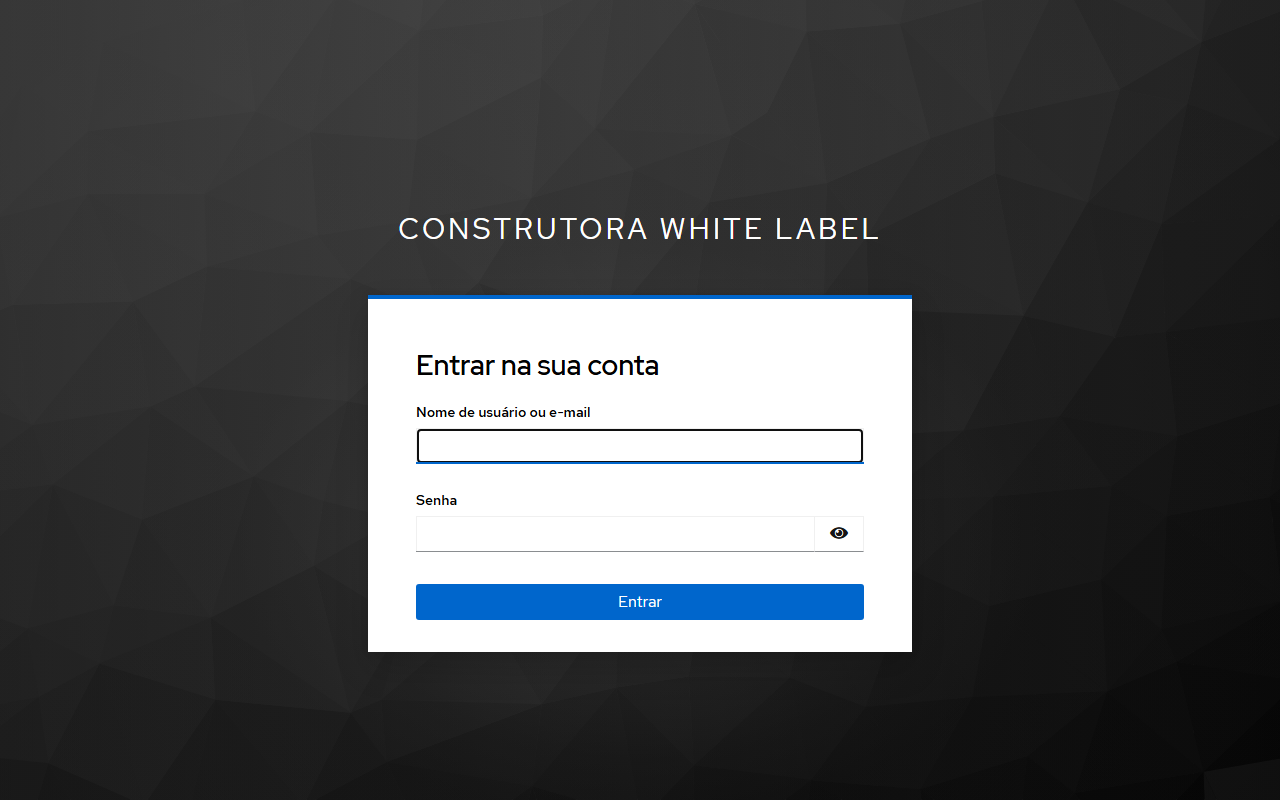 CONSTRUTORA WHITE LABEL
Entrar na sua conta
Nome de usuário ou e-mail
Senha
Entrar